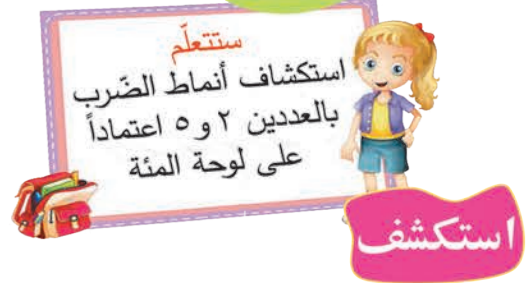 ستتعلّم
استكشاف أنماط الضّرب
بالعددين ٢ و ٥ اعتماداً
على لوحة المئة
استكشف